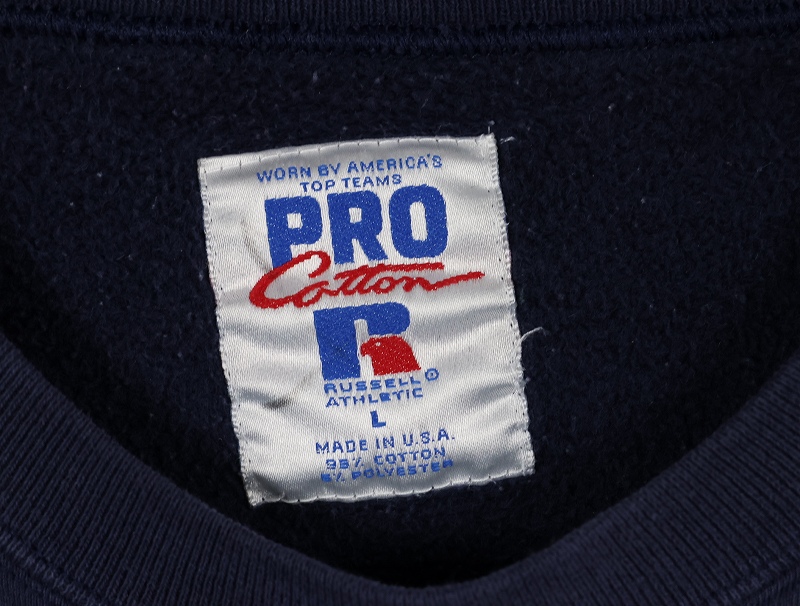 WORN BY AMERICA'S
TOP TEAMS
PRO
Cotton
R
RUSSELL®
ATHLETIC
L
MADE IN U.S.A.
95% COTTON
5% POLYESTER